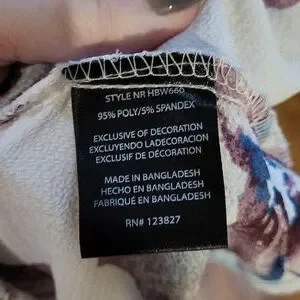 STYLE NR HBW660
95% POLY/5% SPANDEX
EXCLUSIVE OF DECORATION
EXCLUYENDO LADECORACION
EXCLUSIF DE DÉCORATION
MADE IN BANGLADESH
HECHO EN BANGLADESH
FABRIQUÉ EN BANGLADESH
RN# 123827